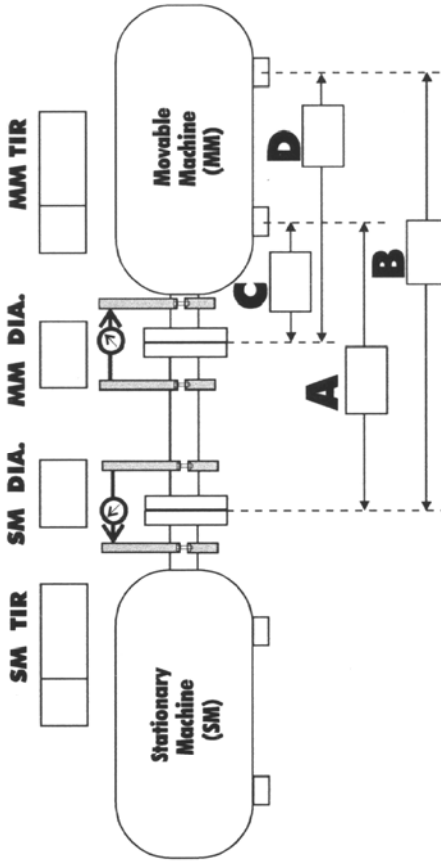 SM TIR
SM DIA.
MM DIA.
MM TIR
Stationary
Machine
(SM)
Movable
Machine
(MM)
C
D
A
B